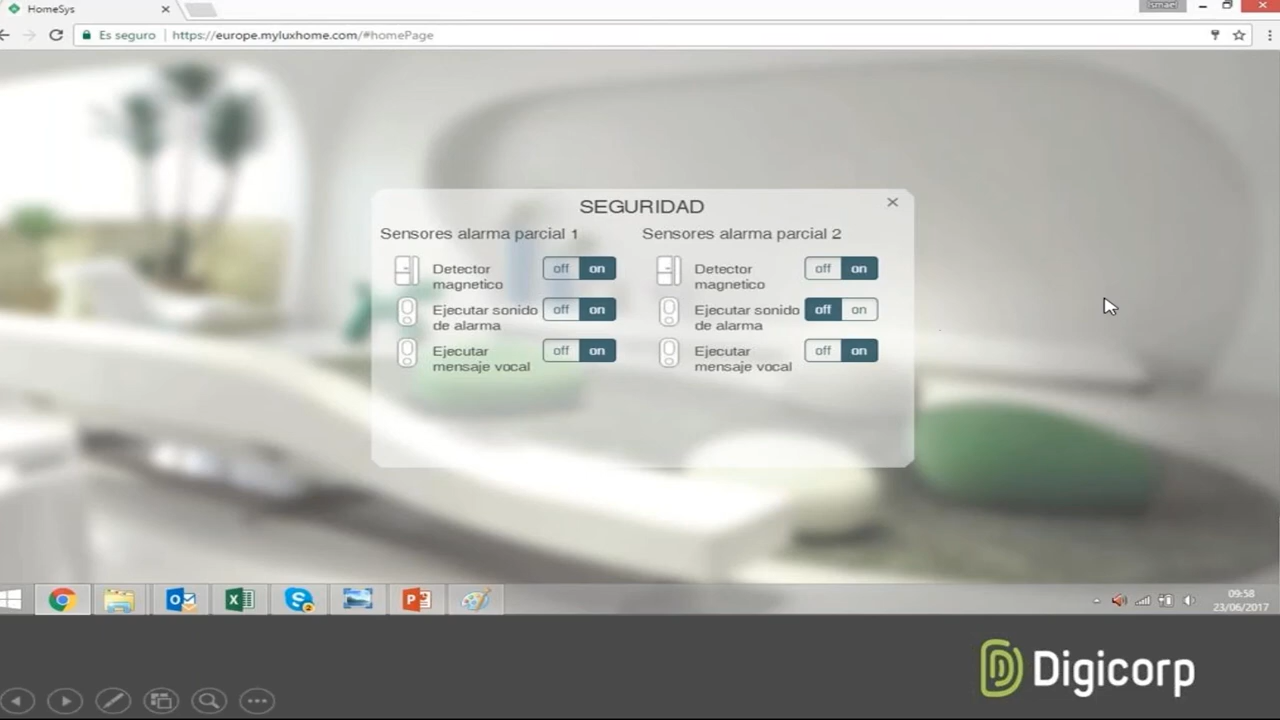 HomeSys
Ismael
Es seguro
https://europe.myluxhome.com/#homePage
SEGURIDAD
Sensores alarma parcial 1
Detector
magnetico
off on
Ejecutar sonido
de alarma
off on
Ejecutar
mensaje vocal
off on
Sensores alarma parcial 2
Detector
magnetico
off on
Ejecutar sonido
de alarma
off on
Ejecutar
mensaje vocal
off on
09:58
23/06/2017
Digicorp